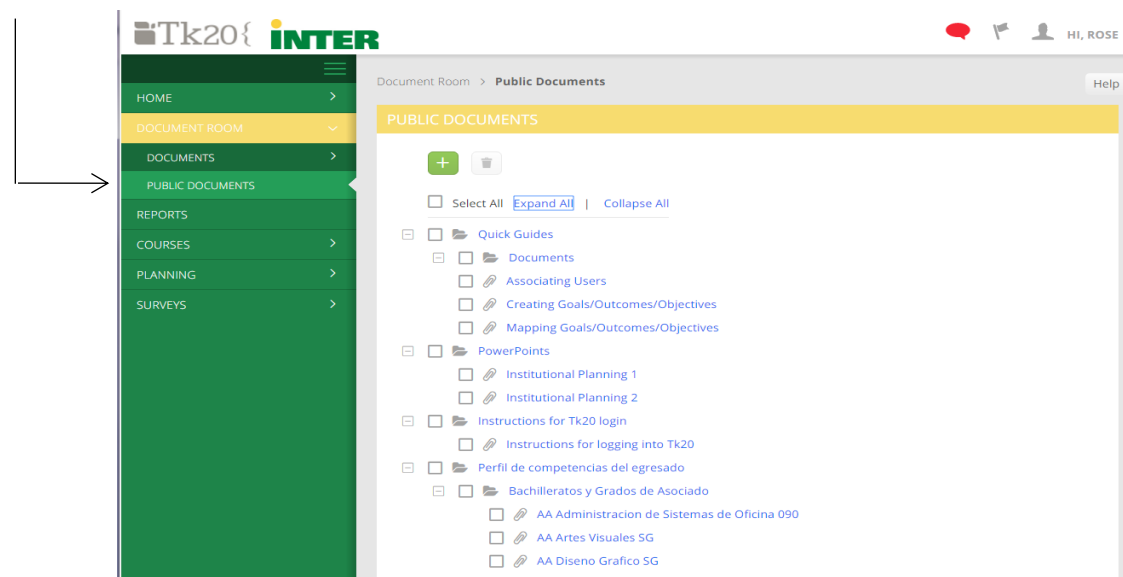 Tk20{ iNTER
HI, ROSE
Document Room > Public Documents
Help
HOME
DOCUMENT ROOM
DOCUMENTS
PUBLIC DOCUMENTS
REPORTS
COURSES
PLANNING
SURVEYS
PUBLIC DOCUMENTS
Select All Expand All | Collapse All
Quick Guides
Documents
Associating Users
Creating Goals/Outcomes/Objectives
Mapping Goals/Outcomes/Objectives
PowerPoints
Institutional Planning 1
Institutional Planning 2
Instructions for Tk20 login
Instructions for logging into Tk20
Perfil de competencias del egresado
Bachilleratos y Grados de Asociado
AA Administracion de Sistemas de Oficina 090
AA Artes Visuales SG
AA Diseno Grafico SG